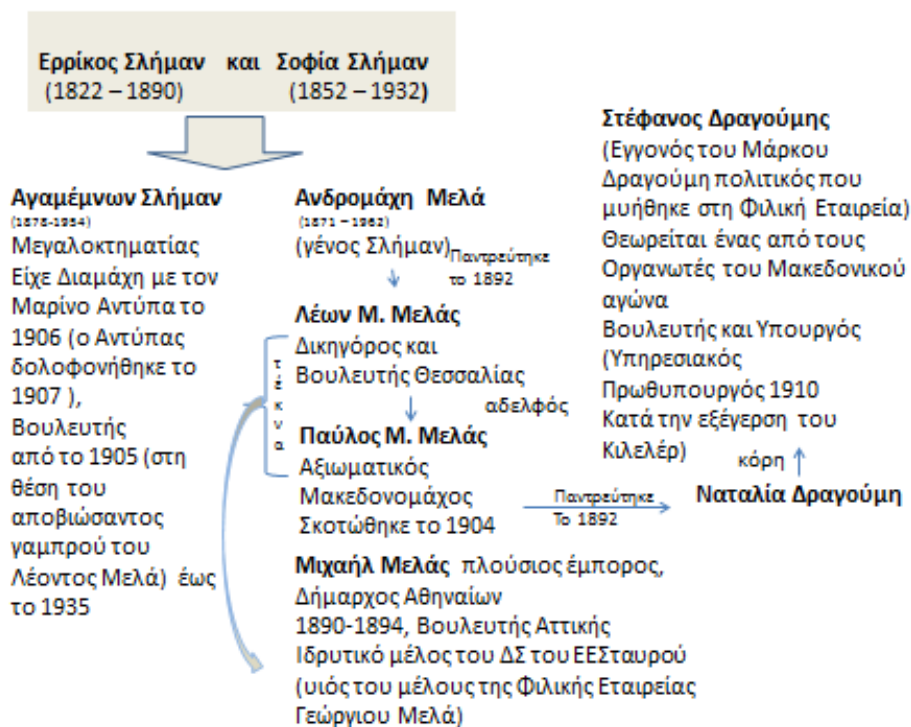 Ερρίκος Σλήμαν και Σοφία Σλήμαν
(1822 – 1890) (1852 – 1932)
Αγαμέμνων Σλήμαν
(1878-1954)
Μεγαλοκτηματίας
Είχε Διαμάχη με τον
Μαρίνο Αντύπα το
1906 (ο Αντύπας
δολοφονήθηκε το
1907 ),
Βουλευτής
από το 1905 (στη
θέση του
αποβιώσαντος
γαμπρού του
Λέοντος Μελά) έως
το 1935
Ανδρομάχη Μελά
(1871 – 1962)
(γένος Σλήμαν)
Παντρεύτηκε
το 1892
Λέων Μ. Μελάς
Δικηγόρος και
Βουλευτής Θεσσαλίας
τέκνα
αδελφός
Παύλος Μ. Μελάς
Αξιωματικός
Μακεδονομάχος
Σκοτώθηκε το 1904
Παντρεύτηκε
Το 1892
Μιχαήλ Μελάς πλούσιος έμπορος,
Δήμαρχος Αθηναίων
1890-1894, Βουλευτής Αττικής
Ιδρυτικό μέλος του ΔΣ του ΕΕΣταυρού
(υιός του μέλους της Φιλικής Εταιρείας
Γεώργιου Μελά)
Στέφανος Δραγούμης
(Εγγονός του Μάρκου
Δραγούμη πολιτικός που
μυήθηκε στη Φιλική Εταιρεία)
Θεωρείται ένας από τους
Οργανωτές του Μακεδονικού
αγώνα
Βουλευτής και Υπουργός
(Υπηρεσιακός
Πρωθυπουργός 1910
Κατά την εξέγερση του
Κιλελέρ)
κόρη
Ναταλία Δραγούμη